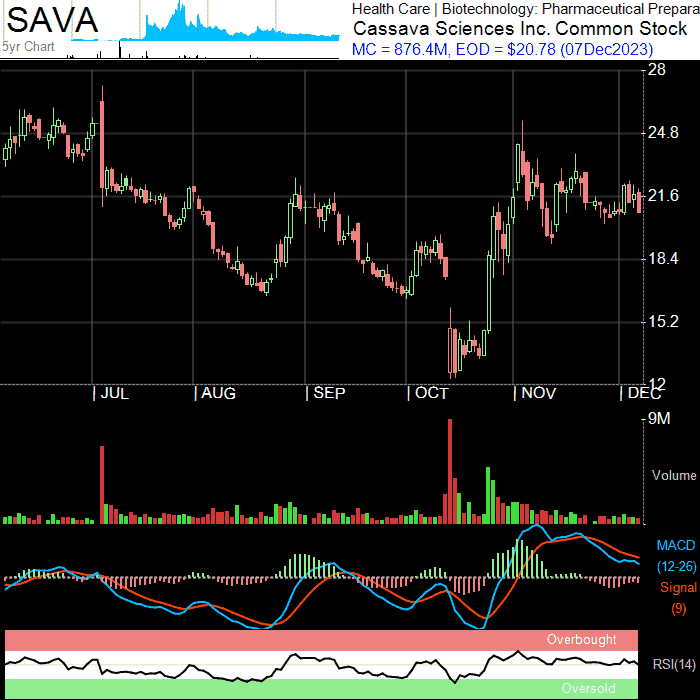 SAVA
5yr Chart
Health Care | Biotechnology: Pharmaceutical Prepara
Cassava Sciences Inc. Common Stock
MC = 876.4M, EOD = $20.78 (07Dec2023)
28
24.8
21.6
18.4
15.2
12
JUL
AUG
SEP
OCT
NOV
DEC
9M
Volume
MACD
(12-26)
Signal
(9)
Overbought
RSI(14)
Oversold